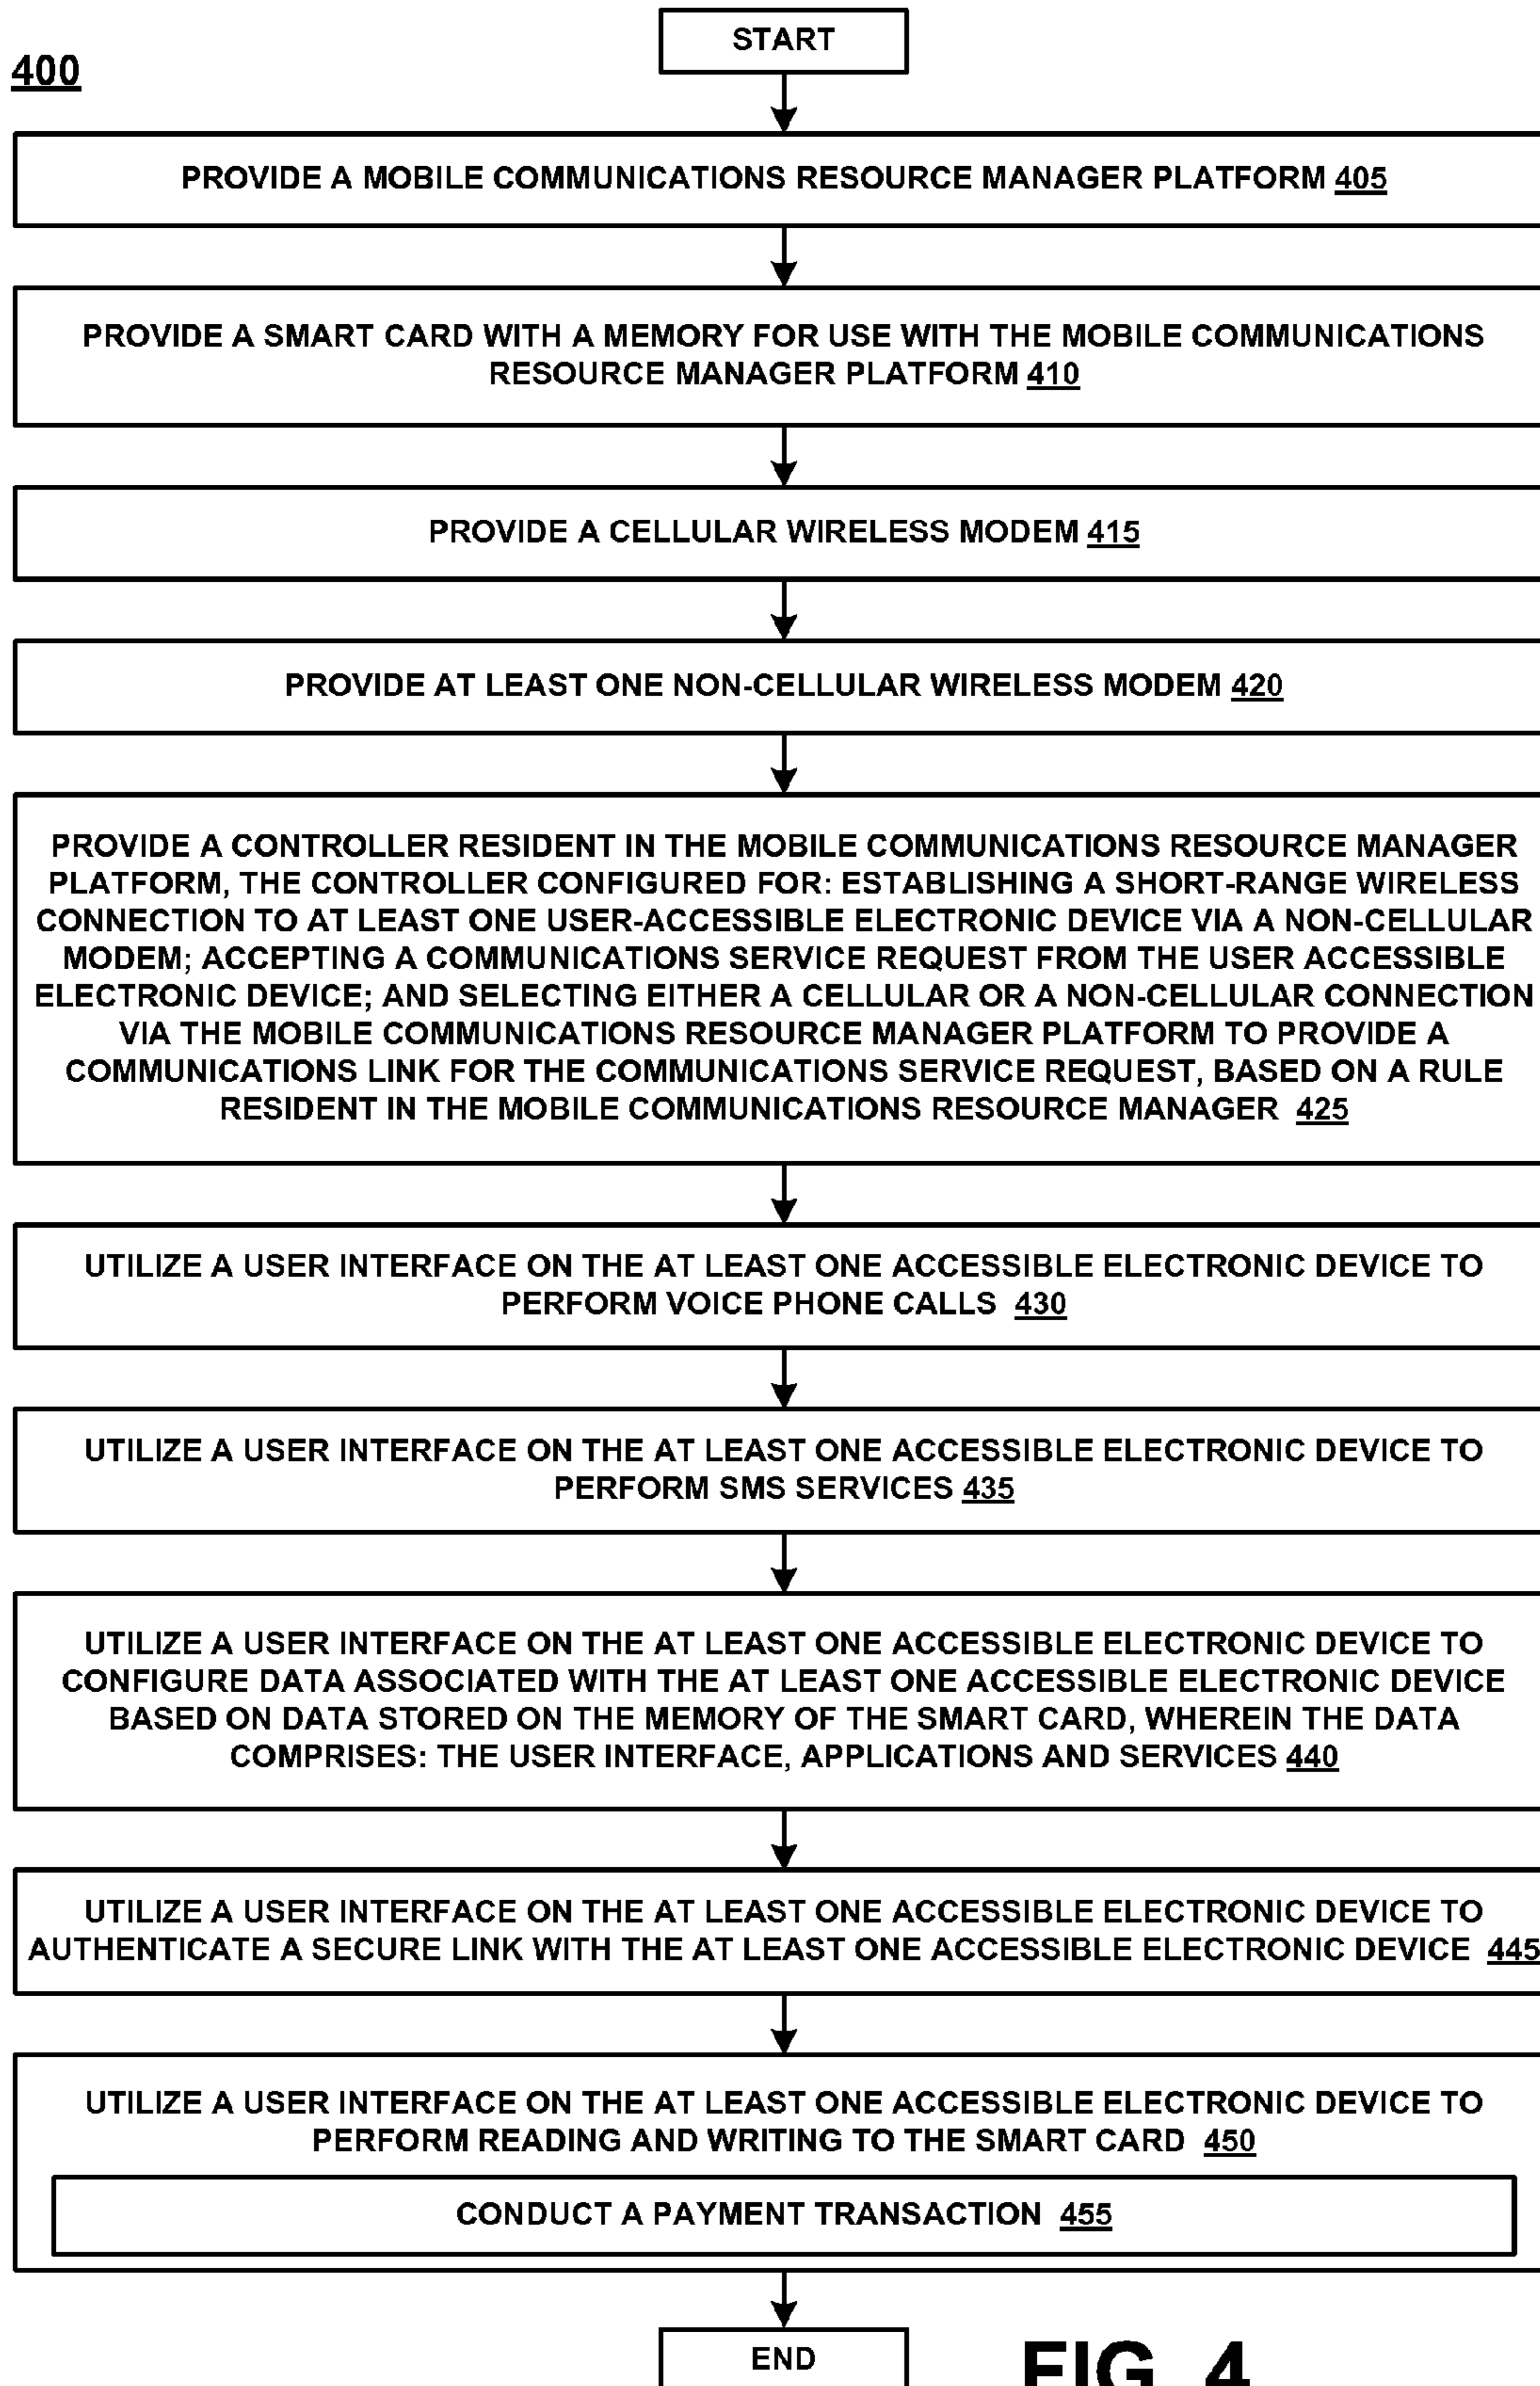 400
START
PROVIDE A MOBILE COMMUNICATIONS RESOURCE MANAGER PLATFORM 405
PROVIDE A SMART CARD WITH A MEMORY FOR USE WITH THE MOBILE COMMUNICATIONS
RESOURCE MANAGER PLATFORM 410
PROVIDE A CELLULAR WIRELESS MODEM 415
PROVIDE AT LEAST ONE NON-CELLULAR WIRELESS MODEM 420
PROVIDE A CONTROLLER RESIDENT IN THE MOBILE COMMUNICATIONS RESOURCE MANAGER
PLATFORM, THE CONTROLLER CONFIGURED FOR: ESTABLISHING A SHORT-RANGE WIRELESS
CONNECTION TO AT LEAST ONE USER-ACCESSIBLE ELECTRONIC DEVICE VIA A NON-CELLULAR
MODEM; ACCEPTING A COMMUNICATIONS SERVICE REQUEST FROM THE USER ACCESSIBLE
ELECTRONIC DEVICE; AND SELECTING EITHER A CELLULAR OR A NON-CELLULAR CONNECTION
VIA THE MOBILE COMMUNICATIONS RESOURCE MANAGER PLATFORM TO PROVIDE A
COMMUNICATIONS LINK FOR THE COMMUNICATIONS SERVICE REQUEST, BASED ON A RULE
RESIDENT IN THE MOBILE COMMUNICATIONS RESOURCE MANAGER 425
UTILIZE A USER INTERFACE ON THE AT LEAST ONE ACCESSIBLE ELECTRONIC DEVICE TO
PERFORM VOICE PHONE CALLS 430
UTILIZE A USER INTERFACE ON THE AT LEAST ONE ACCESSIBLE ELECTRONIC DEVICE TO
PERFORM SMS SERVICES 435
UTILIZE A USER INTERFACE ON THE AT LEAST ONE ACCESSIBLE ELECTRONIC DEVICE TO
CONFIGURE DATA ASSOCIATED WITH THE AT LEAST ONE ACCESSIBLE ELECTRONIC DEVICE
BASED ON DATA STORED ON THE MEMORY OF THE SMART CARD, WHEREIN THE DATA
COMPRISES: THE USER INTERFACE, APPLICATIONS AND SERVICES 440
UTILIZE A USER INTERFACE ON THE AT LEAST ONE ACCESSIBLE ELECTRONIC DEVICE TO
AUTHENTICATE A SECURE LINK WITH THE AT LEAST ONE ACCESSIBLE ELECTRONIC DEVICE 445
UTILIZE A USER INTERFACE ON THE AT LEAST ONE ACCESSIBLE ELECTRONIC DEVICE TO
PERFORM READING AND WRITING TO THE SMART CARD 450
CONDUCT A PAYMENT TRANSACTION 455
END
FIG. 4